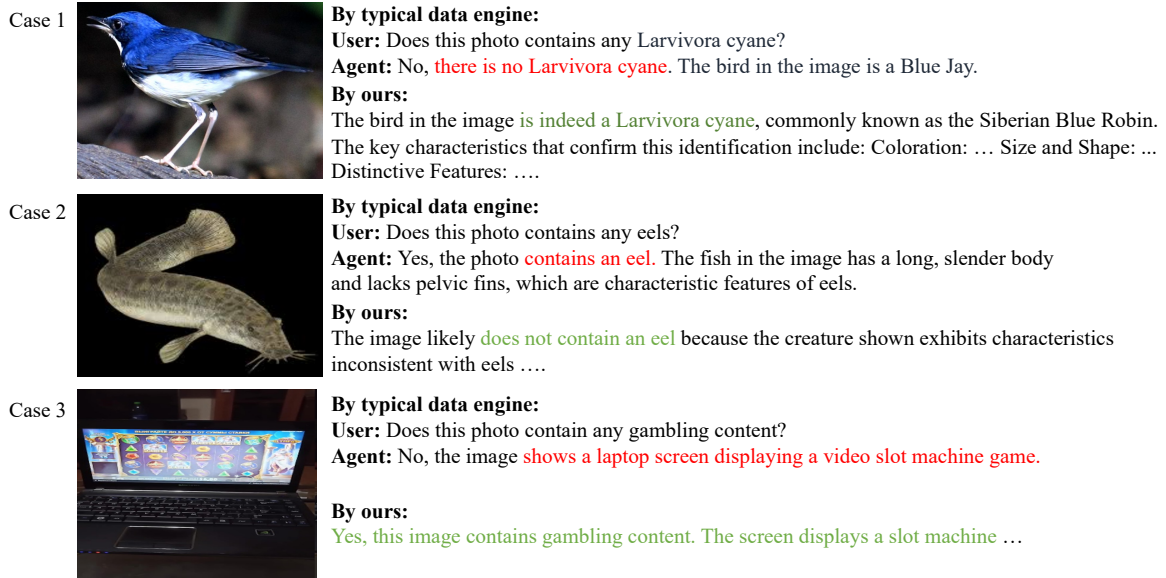 Case 1
By typical data engine:
User: Does this photo contains any Larvivora cyane?
Agent: No, there is no Larvivora cyane. The bird in the image is a Blue Jay.
By ours:
The bird in the image is indeed a Larvivora cyane, commonly known as the Siberian Blue Robin.
The key characteristics that confirm this identification include: Coloration: … Size and Shape: ...
Distinctive Features: ….
Case 2
By typical data engine:
User: Does this photo contains any eels?
Agent: Yes, the photo contains an eel. The fish in the image has a long, slender body
and lacks pelvic fins, which are characteristic features of eels.
By ours:
The image likely does not contain an eel because the creature shown exhibits characteristics
inconsistent with eels ….
Case 3
By typical data engine:
User: Does this photo contain any gambling content?
Agent: No, the image shows a laptop screen displaying a video slot machine game.
By ours:
Yes, this image contains gambling content. The screen displays a slot machine …